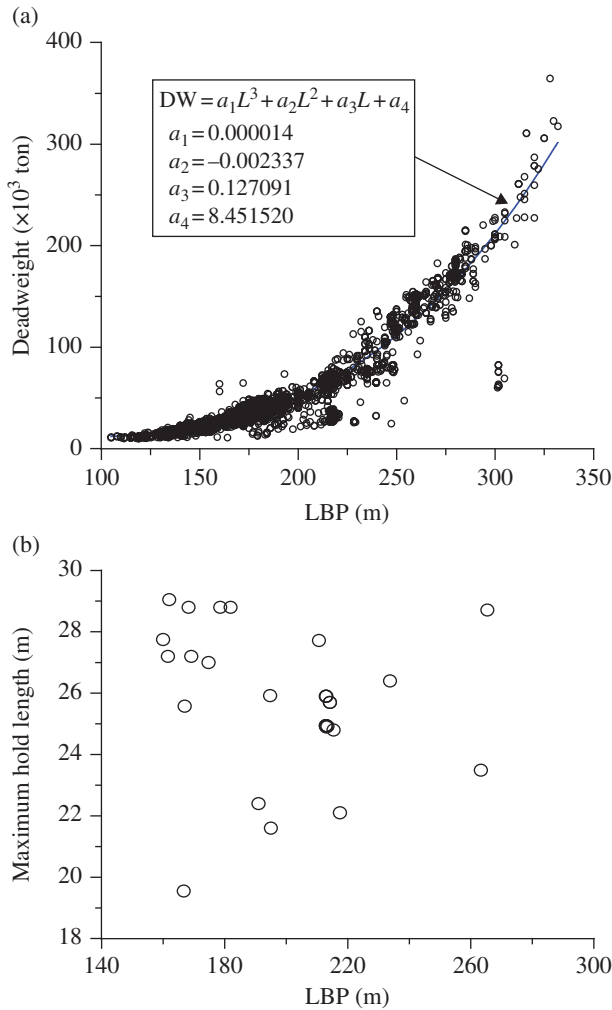 (a)
400
300
200
100
0
Deadweight (×10³ ton)
DW = a₁L³ + a₂L² + a₃L + a₄
a₁ = 0.000014
a₂ = –0.002337
a₃ = 0.127091
a₄ = 8.451520
100 150 200 250 300 350
LBP (m)
(b)
30
28
26
24
22
20
18
Maximum hold length (m)
140 180 220 260 300
LBP (m)